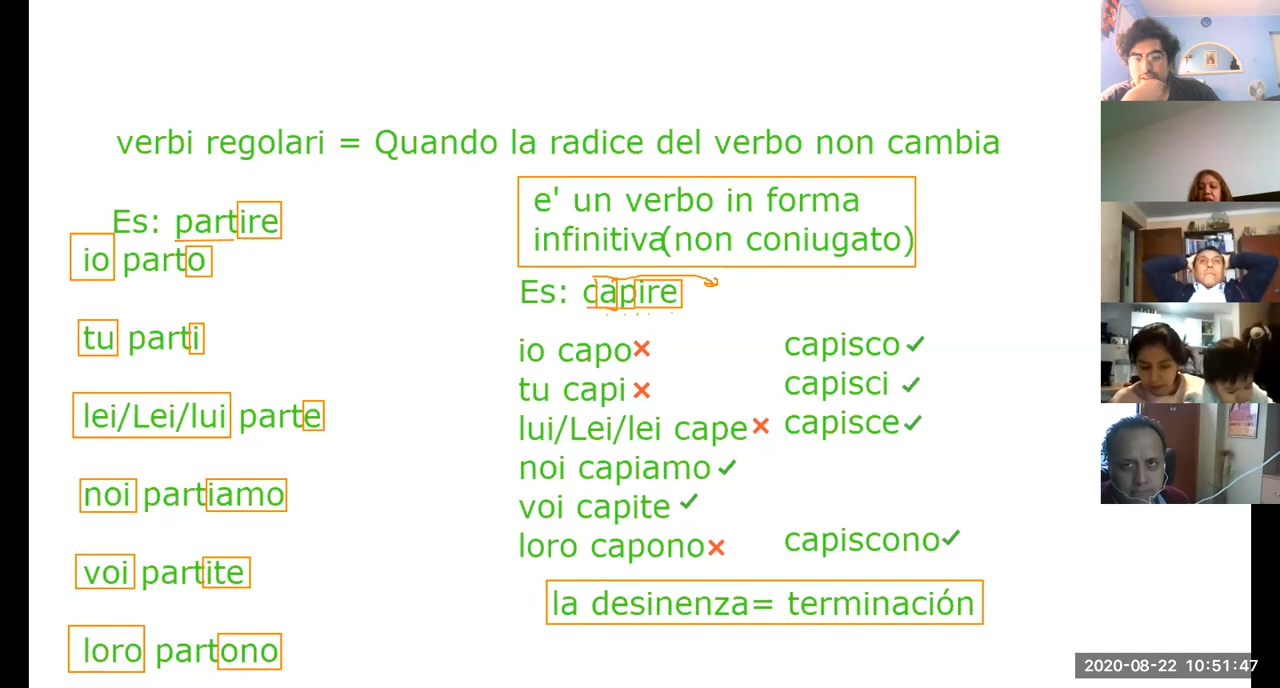 verbi regolari = Quando la radice del verbo non cambia
Es: partire
io parto
tu parti
lei/Lei/lui parte
noi partiamo
voi partite
loro partono
e' un verbo in forma
infinitiva(non coniugato)
Es: capire
io capo
tu capi
lui/Lei/lei cape
noi capiamo
voi capite
loro capono
capisco
capisci
capisce
capiscono
la desinenza= terminación
2020-08-22 10:51:47